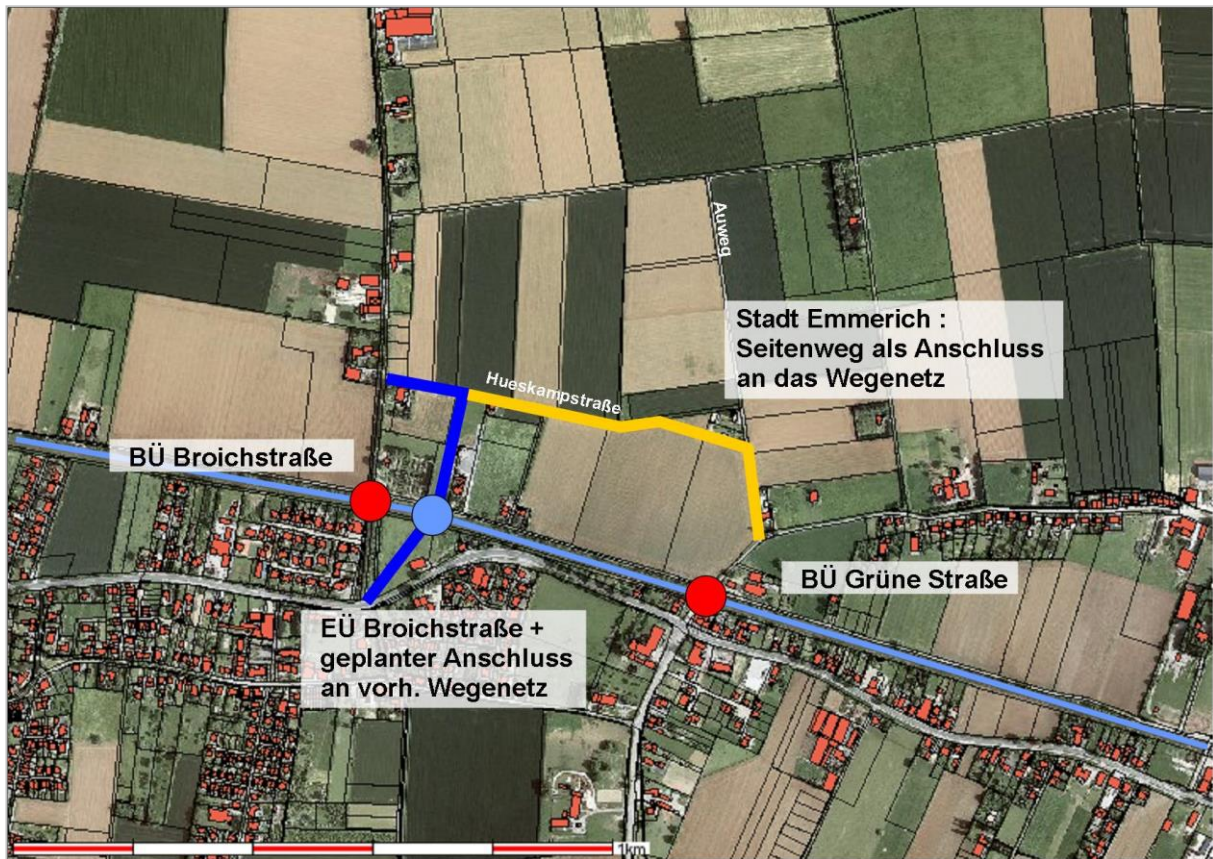 Auweg
Stadt Emmerich :
Seitenweg als Anschluss
an das Wegenetz
Hueskampstraße
BÜ Broichstraße
BÜ Grüne Straße
EÜ Broichstraße +
geplanter Anschluss
an vorh. Wegenetz
1km